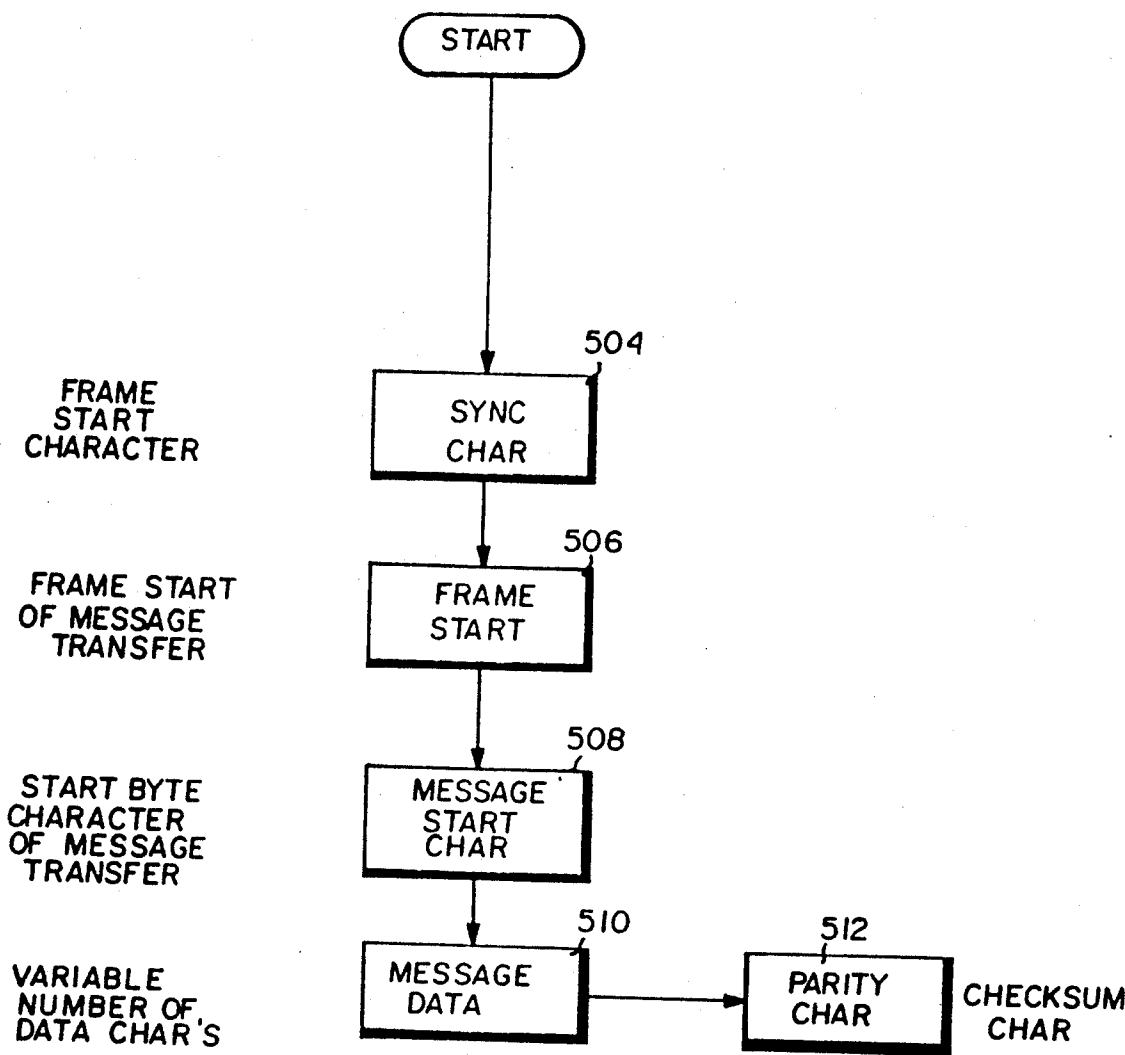 START
504
FRAME
START
CHARACTER
SYNC
CHAR
506
FRAME START
OF MESSAGE
TRANSFER
FRAME
START
508
START BYTE
CHARACTER
OF MESSAGE
TRANSFER
MESSAGE
START
CHAR
510
512
VARIABLE
NUMBER OF
DATA CHAR'S
MESSAGE
DATA
PARITY
CHAR
CHECKSUM
CHAR